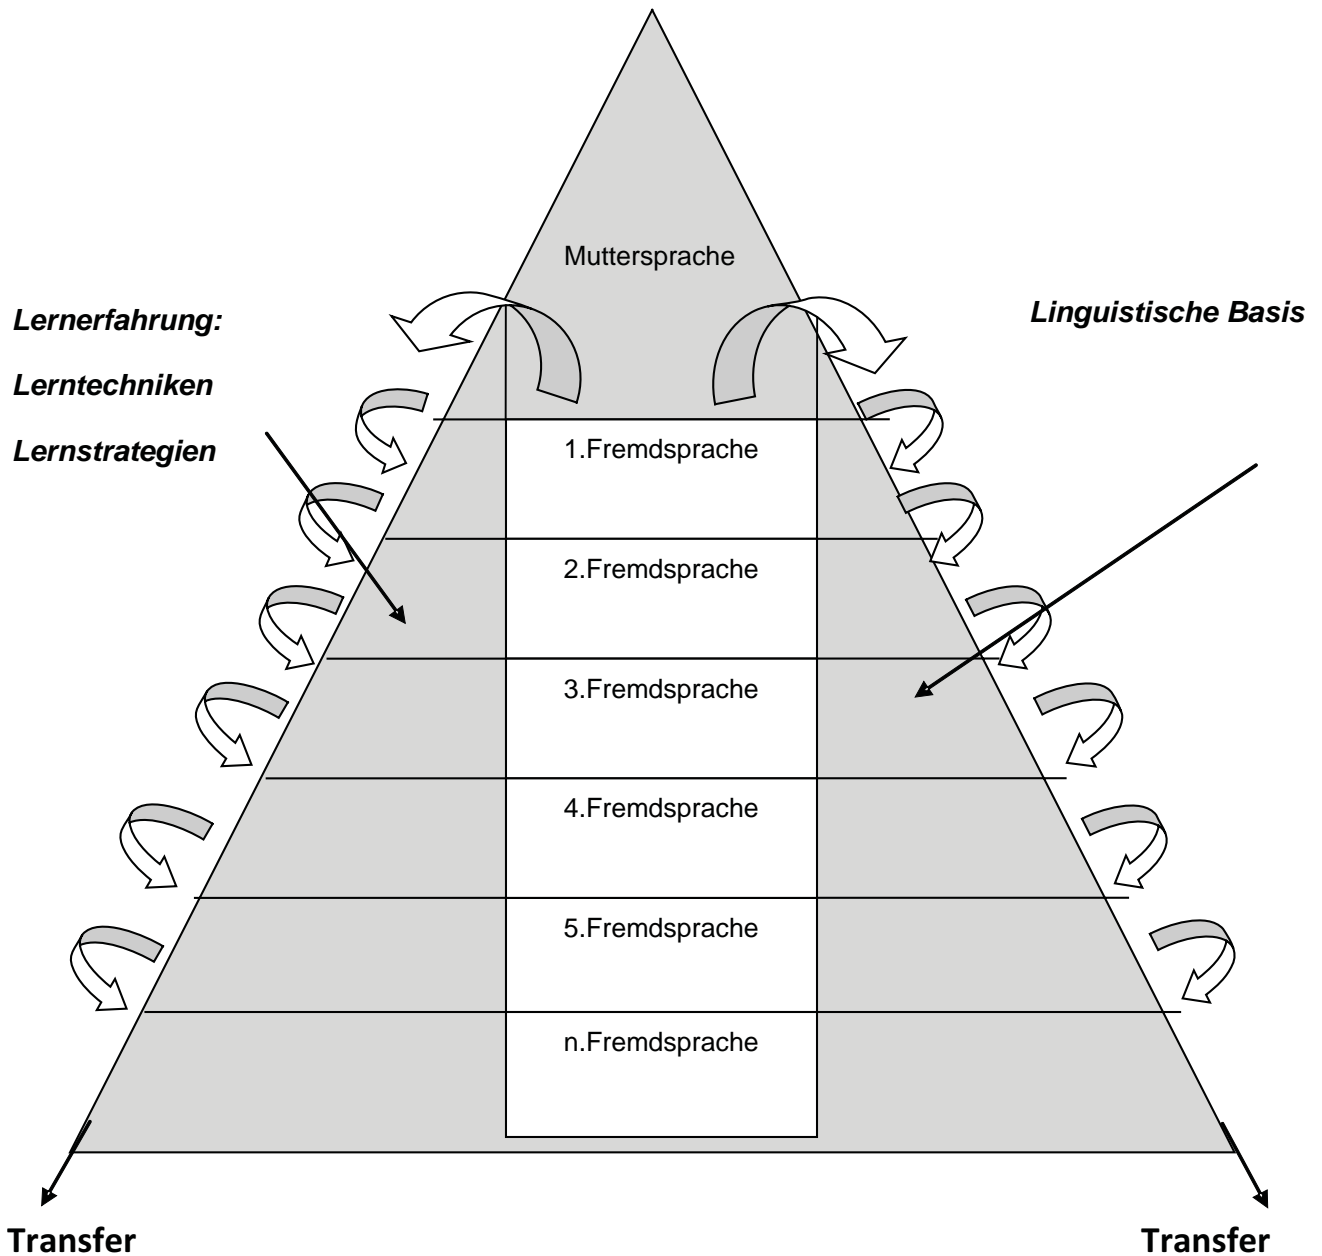 Muttersprache
Lernerfahrung:
Lerntechniken
Lernstrategien
Linguistische Basis
1.Fremdsprache
2.Fremdsprache
3.Fremdsprache
4.Fremdsprache
5.Fremdsprache
n.Fremdsprache
Transfer
Transfer